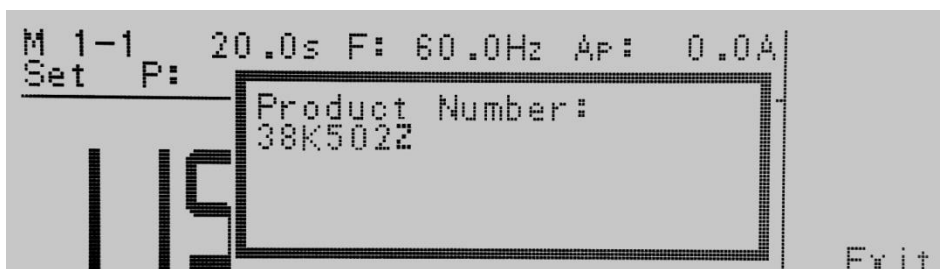 M 1-1 20.0s F: 60.0Hz Ap: 0.0A
Set P:
Product Number:
38K502Z
Exit